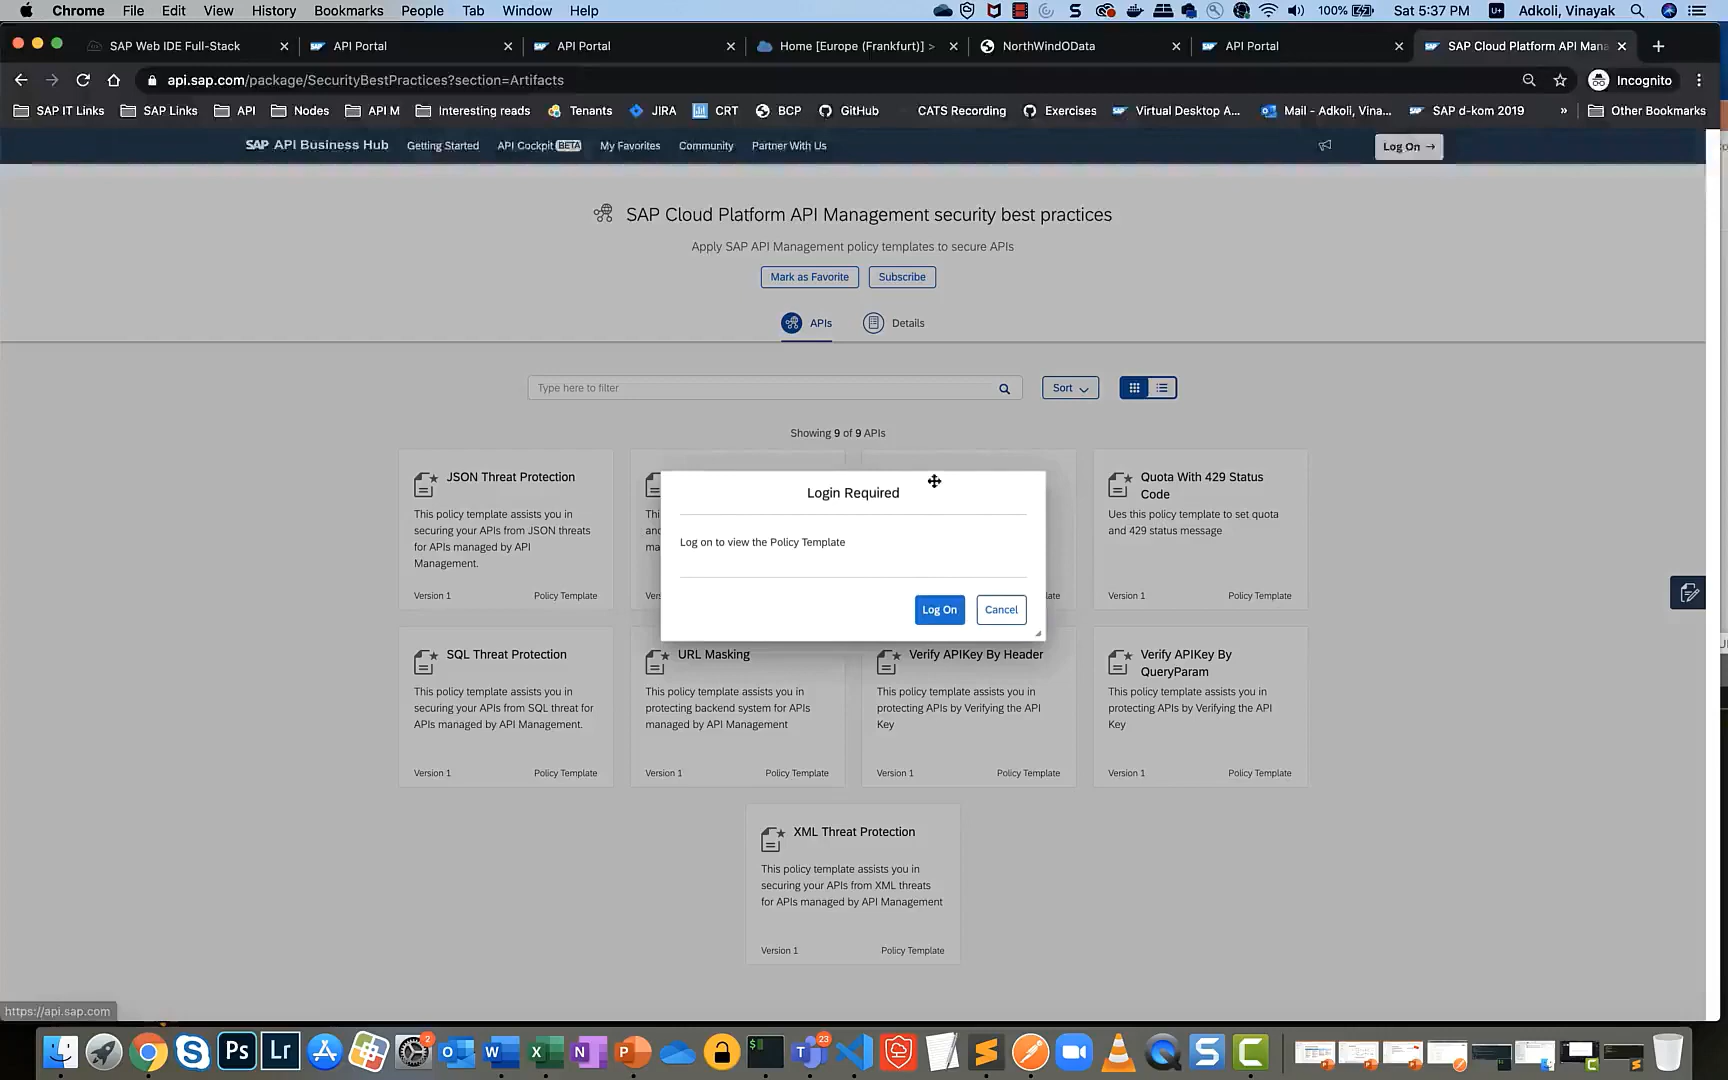 Chrome File Edit View History Bookmarks People Tab Window Help
100% Sat 5:37 PM Adkoli, Vinayak
SAP Web IDE Full-Stack
API Portal
API Portal
Home [Europe (Frankfurt)] >
NorthWindOData
API Portal
SAP Cloud Platform API Mana
api.sap.com/package/SecurityBestPractices?section=Artifacts
Incognito
SAP IT Links SAP Links API Nodes API M Interesting reads Tenants JIRA CRT BCP GitHub CATS Recording Exercises Virtual Desktop A... Mail - Adkoli, Vina... SAP d-kom 2019 » Other Bookmarks
SAP API Business Hub Getting Started API Cockpit BETA My Favorites Community Partner With Us Log On →
SAP Cloud Platform API Management security best practices
Apply SAP API Management policy templates to secure APIs
Mark as Favorite Subscribe
APIs Details
Type here to filter Sort
Showing 9 of 9 APIs
JSON Threat Protection
This policy template assists you in
securing your APIs from JSON threats
for APIs managed by API
Management.
Version 1 Policy Template
Quota With 429 Status
Code
Ues this policy template to set quota
and 429 status message
Version 1 Policy Template
Login Required
Log on to view the Policy Template
Log On Cancel
SQL Threat Protection
This policy template assists you in
securing your APIs from SQL threat for
APIs managed by API Management.
Version 1 Policy Template
URL Masking
This policy template assists you in
protecting backend system for APIs
managed by API Management
Version 1 Policy Template
Verify APIKey By Header
This policy template assists you in
protecting APIs by Verifying the API
Key
Version 1 Policy Template
Verify APIKey By
QueryParam
This policy template assists you in
protecting APIs by Verifying the API
Key
Version 1 Policy Template
XML Threat Protection
This policy template assists you in
securing your APIs from XML threats
for APIs managed by API Management
Version 1 Policy Template
https://api.sap.com
Ps Lr 2 23